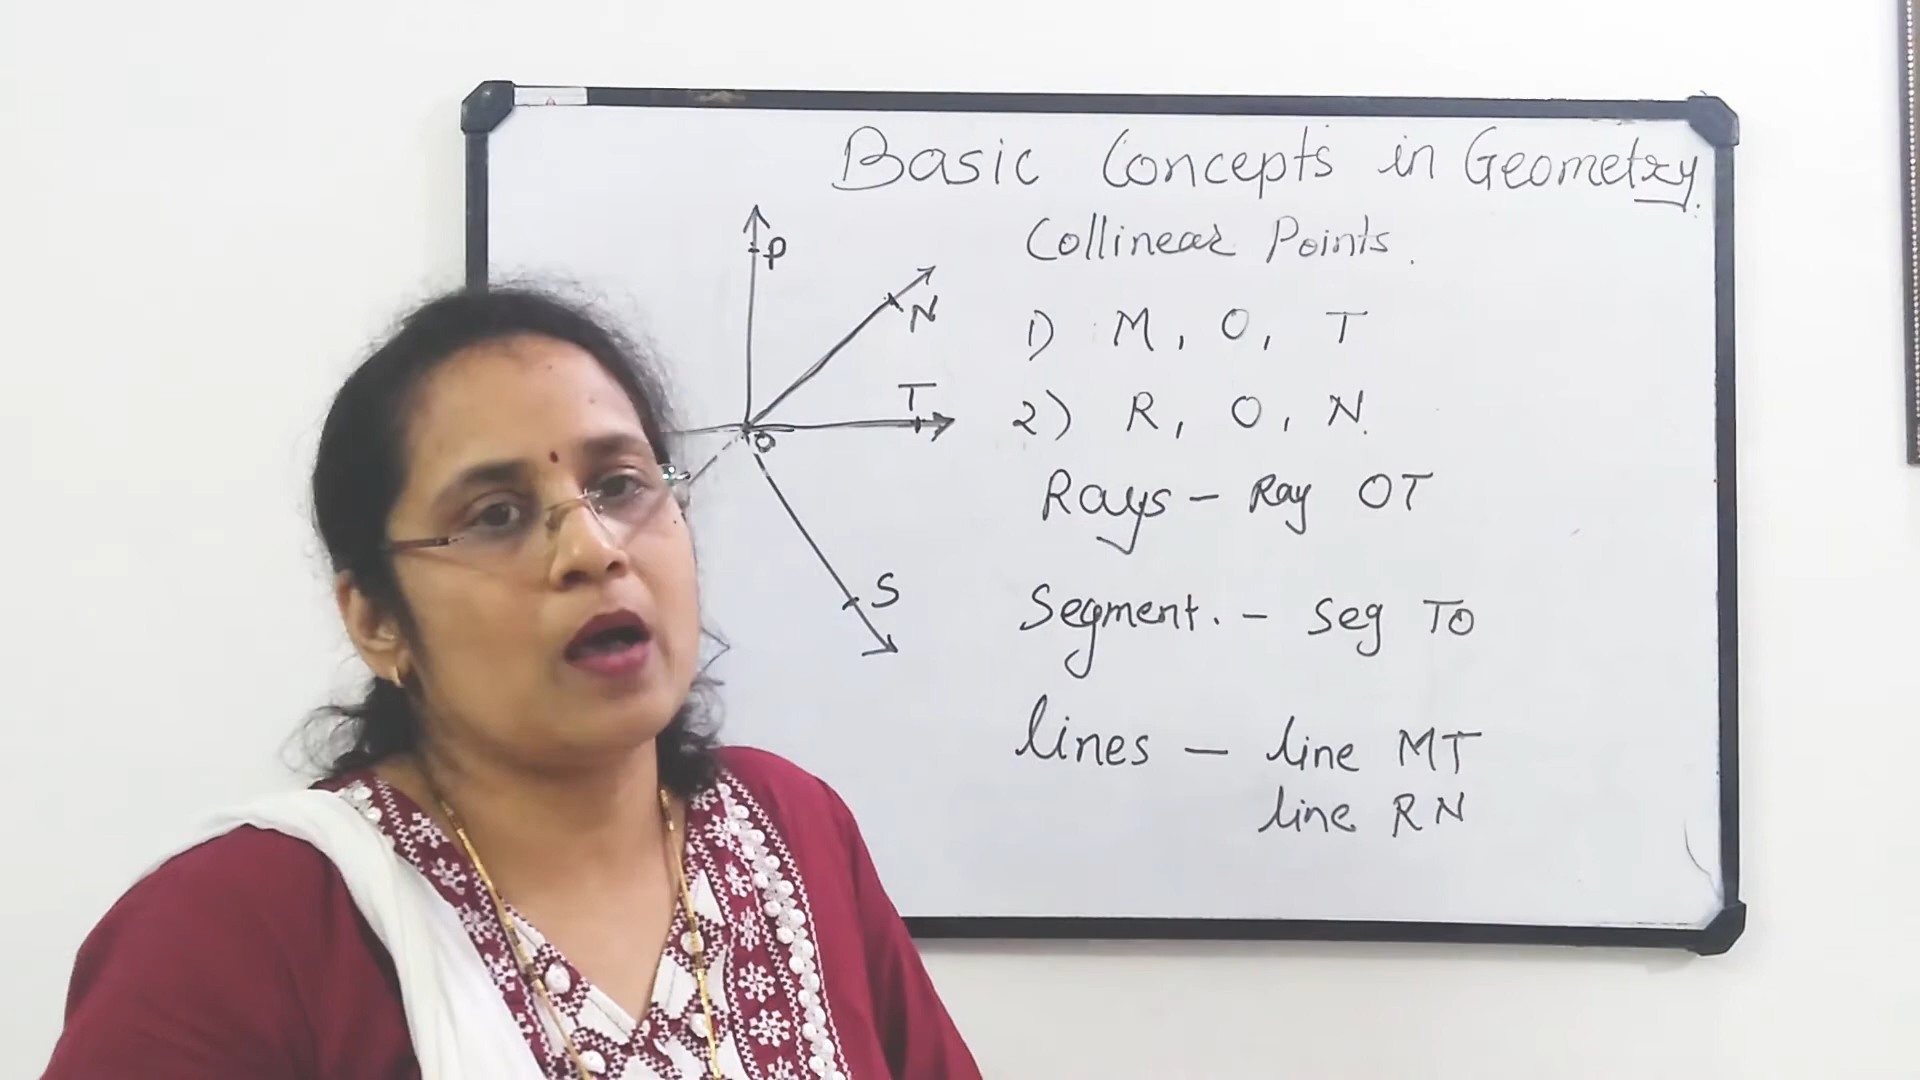 Basic Concepts in Geometry.
Collinear Points.
1) M, O, T
2) R, O, N.
Rays - Ray OT
Segment. - seg TO
lines - line MT
line RN
P
N
T
O
S